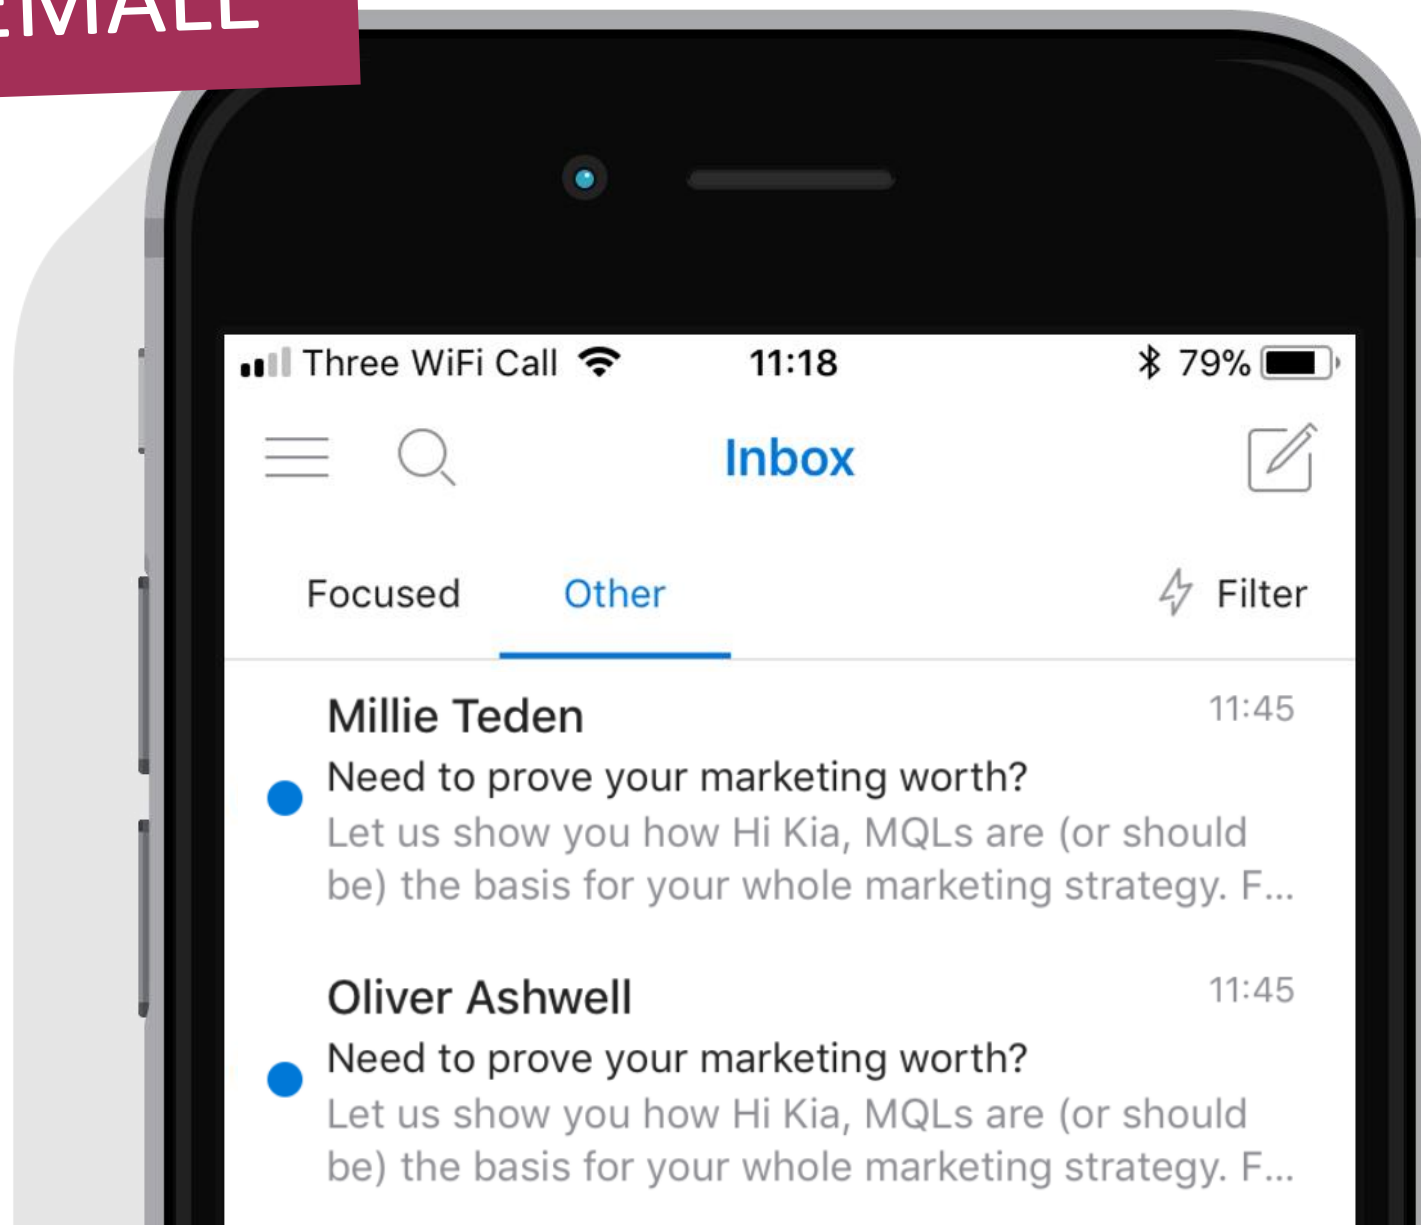 Three WiFi Call 11:18 79%
Inbox
Focused Other Filter
Millie Teden 11:45
Need to prove your marketing worth?
Let us show you how Hi Kia, MQLs are (or should
be) the basis for your whole marketing strategy. F...
Oliver Ashwell 11:45
Need to prove your marketing worth?
Let us show you how Hi Kia, MQLs are (or should
be) the basis for your whole marketing strategy. F...